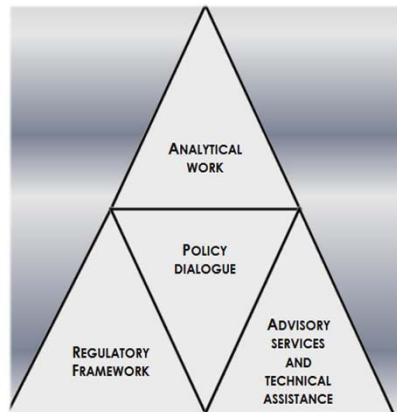 ANALYTICAL
WORK
POLICY
DIALOGUE
REGULATORY
FRAMEWORK
ADVISORY
SERVICES
AND
TECHNICAL
ASSISTANCE